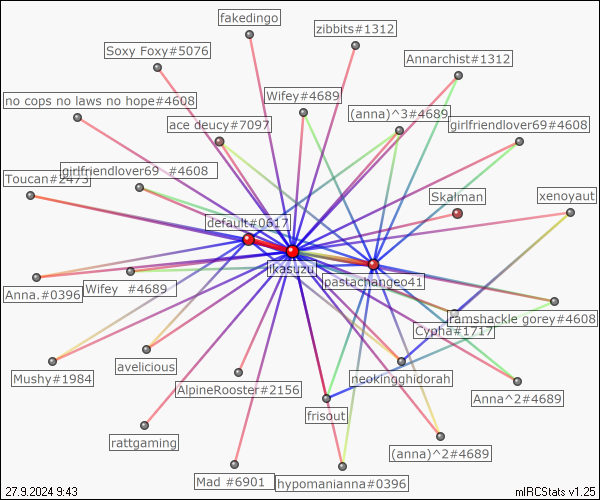 fakedingo
zibbits#1312
Soxy Foxy#5076
Annarchist#1312
Wifey#4689
no cops no laws no hope#4608
(anna)^3#4689
ace deucy#7097
girlfriendlover69#4608
girlfriendlover69 #4608
Toucan#2473
Skalman
xenoyaut
default#0617
ikasuzu
pastachangeo41
Wifey #4689
Anna.#0396
ramshackle gorey#4608
Cypha#1717
avelicious
Mushy#1984
neokingghidorah
AlpineRooster#2156
Anna^2#4689
frisout
rattgaming
(anna)^2#4689
Mad #6901
hypomanianna#0396
27.9.2024 9:43
mIRCStats v1.25